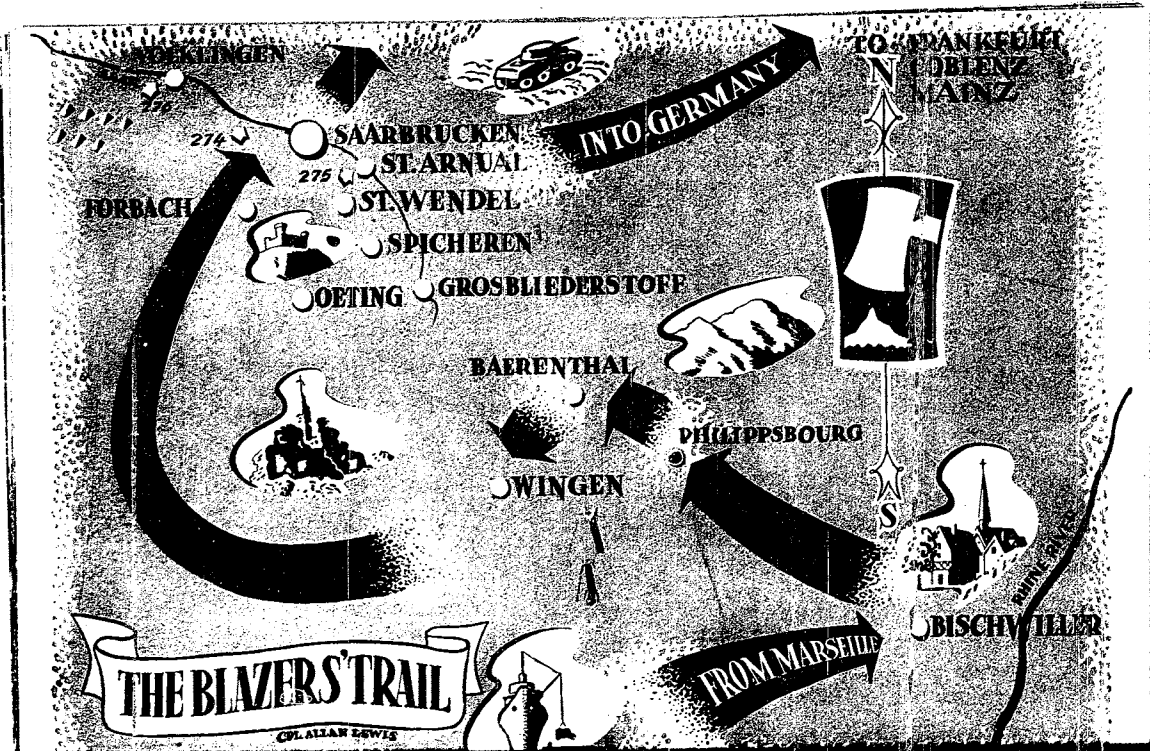 TO FRANKFURT
COBLENZ
MAINZ
N
INTO GERMANY
274
SAARBRUCKEN
ST. ARNUAL
275
ST. WENDEL
FORBACH
SPICHEREN
OETING
GROSBLIEDERSTOFF
BAERENTHAL
PHILIPPSBOURG
WINGEN
S
RHINE RIVER
BISCHWILLER
FROM MARSEILLE
THE BLAZERS' TRAIL
CPL. ALLAN LEWIS